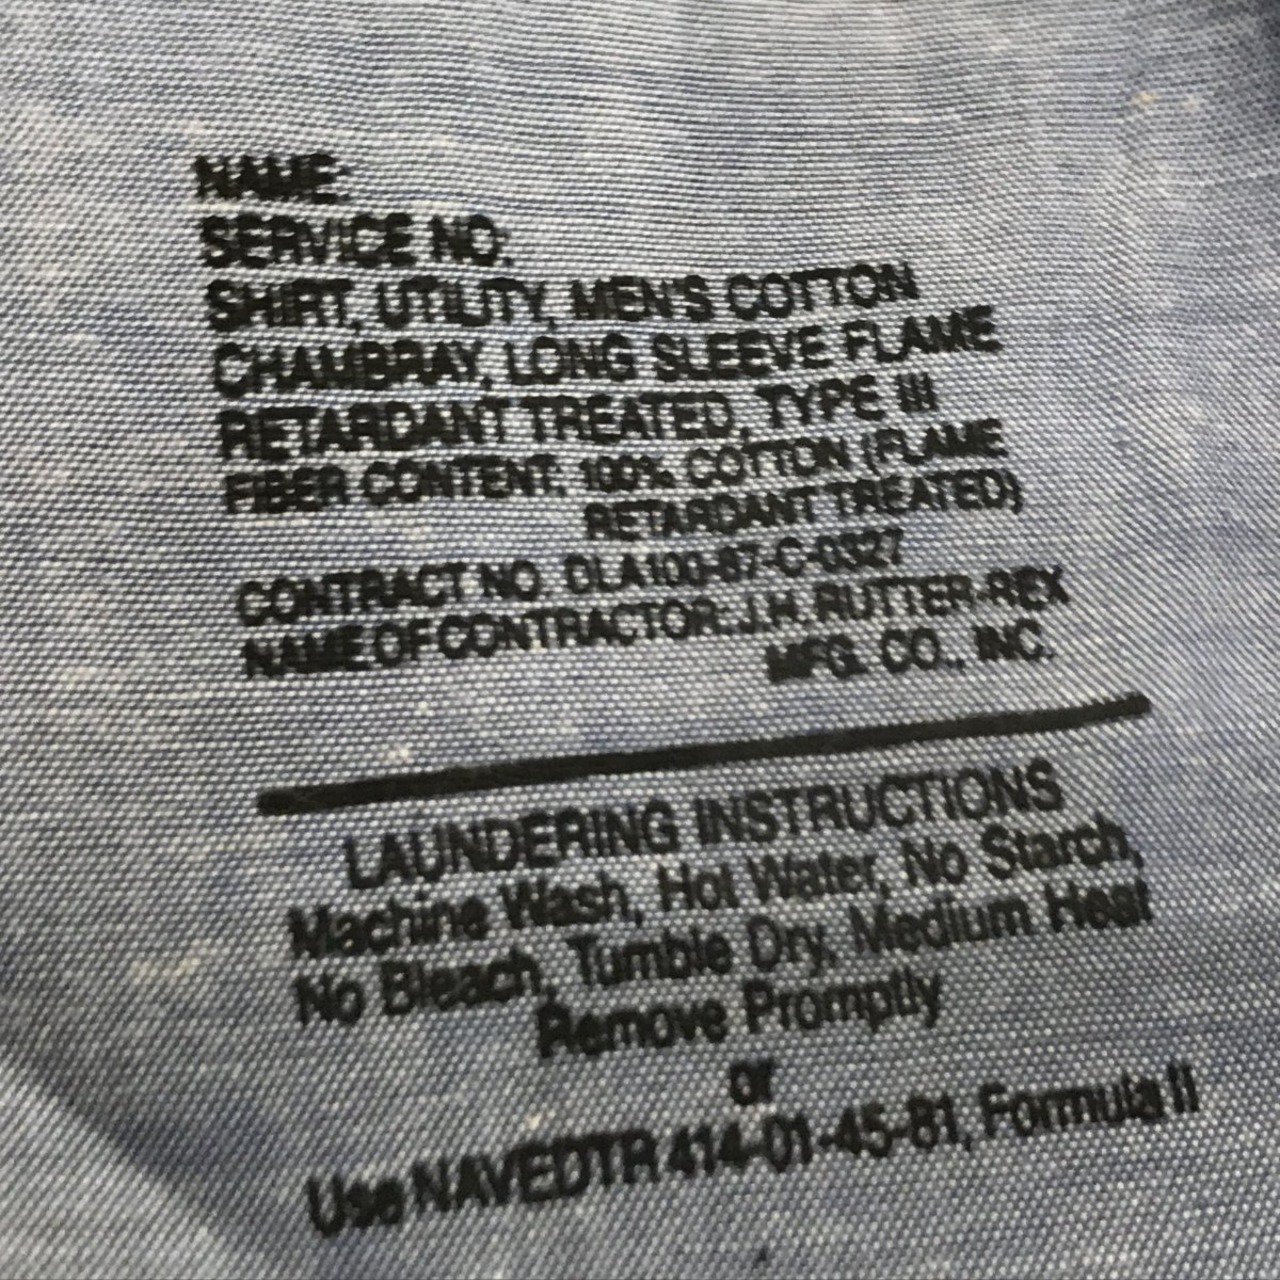 NAME:
SERVICE NO:
SHIRT, UTILITY, MEN'S COTTON
CHAMBRAY, LONG SLEEVE FLAME
RETARDANT TREATED, TYPE III
FIBER CONTENT: 100% COTTON (FLAME
RETARDANT TREATED)
CONTRACT NO. DLA100-87-C-0327
NAME OF CONTRACTOR: J.H. RUTTER-REX
MFG. CO., INC.
LAUNDERING INSTRUCTIONS
Machine Wash, Hot Water, No Starch,
No Bleach, Tumble Dry, Medium Heat
Remove Promptly
or
Use NAVEDTR 414-01-45-81, Formula II